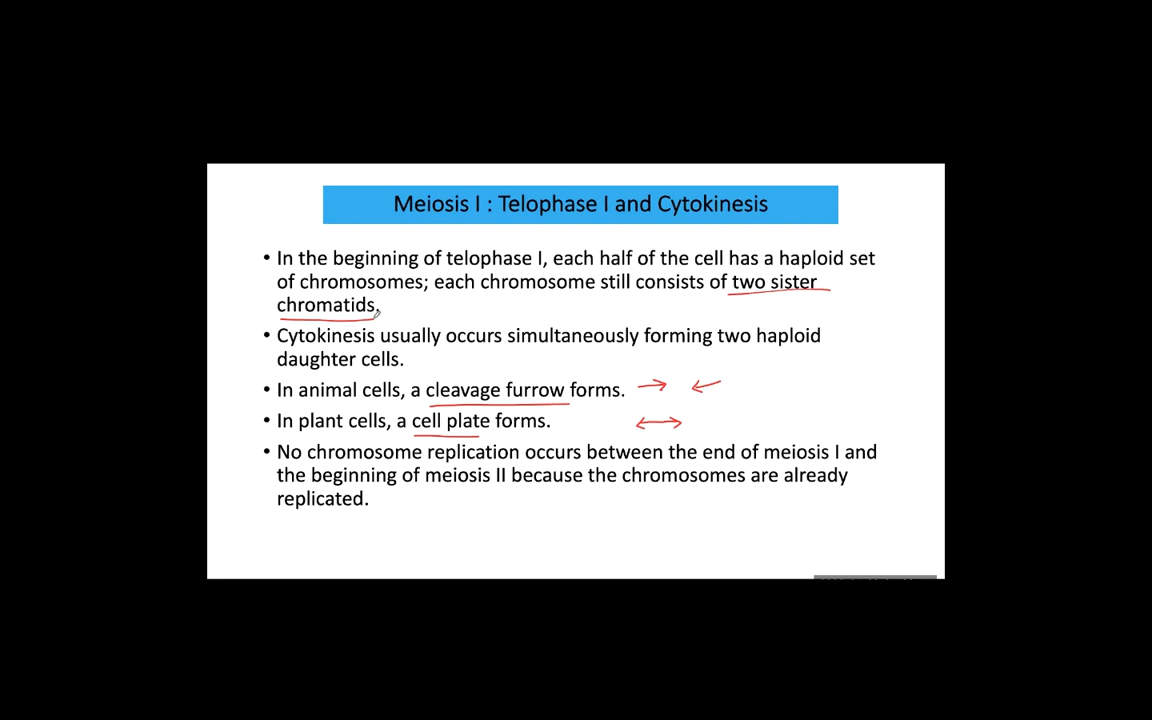 Meiosis I : Telophase I and Cytokinesis
• In the beginning of telophase I, each half of the cell has a haploid set
of chromosomes; each chromosome still consists of two sister
chromatids.
• Cytokinesis usually occurs simultaneously forming two haploid
daughter cells.
• In animal cells, a cleavage furrow forms.
• In plant cells, a cell plate forms.
• No chromosome replication occurs between the end of meiosis I and
the beginning of meiosis II because the chromosomes are already
replicated.